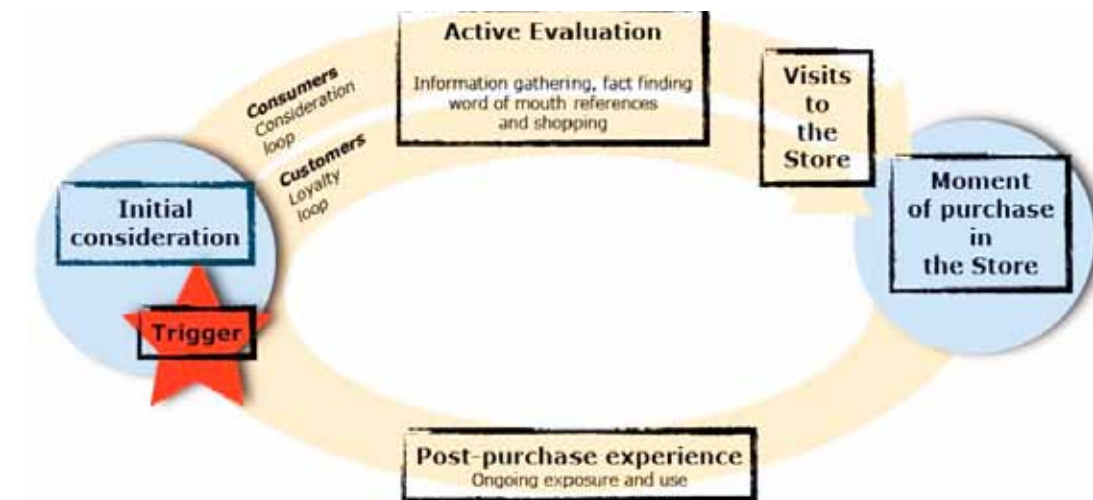 Active Evaluation
Information gathering, fact finding
word of mouth references
and shopping
Consumers
Consideration
loop
Customers
Loyalty
loop
Visits
to
the
Store
Initial
consideration
Trigger
Moment
of purchase
in
the Store
Post-purchase experience
Ongoing exposure and use